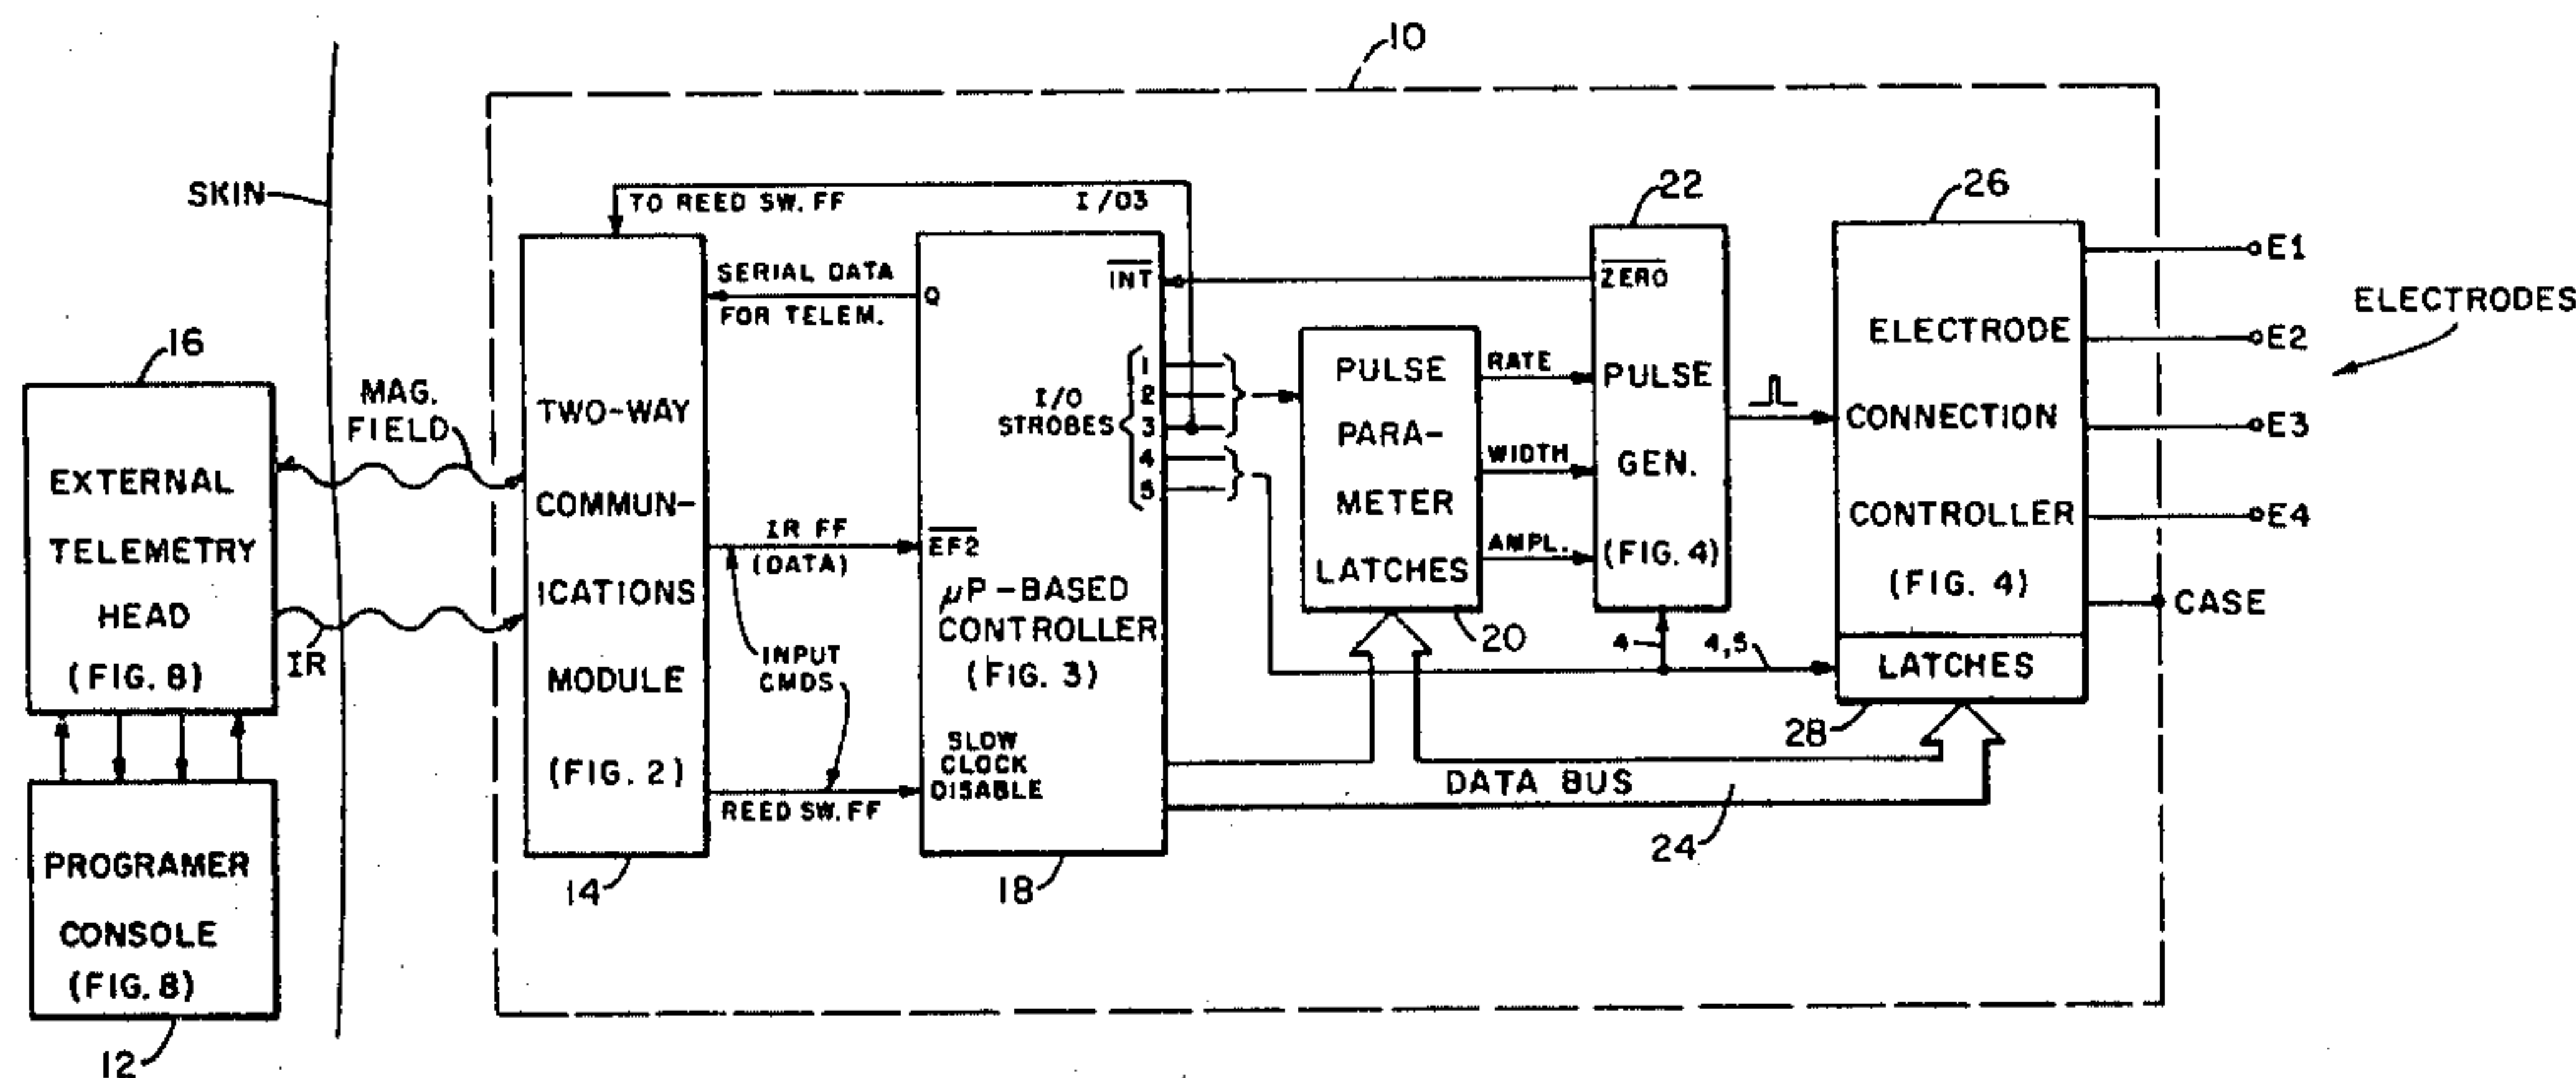 10
SKIN
16
MAG.
FIELD
EXTERNAL
TELEMETRY
HEAD
(FIG. 8)
IR
PROGRAMER
CONSOLE
(FIG. 8)
12
TO REED SW. FF
I/O3
TWO-WAY
COMMUN-
ICATIONS
MODULE
(FIG. 2)
14
SERIAL DATA
FOR TELEM.
IR FF
(DATA)
INPUT
CMDS
REED SW. FF
Q
INT
I/O
STROBES
1
2
3
4
5
EF2
μP-BASED
CONTROLLER
(FIG. 3)
SLOW
CLOCK
DISABLE
18
PULSE
PARA-
METER
LATCHES
20
RATE
WIDTH
AMPL.
22
ZERO
PULSE
GEN.
(FIG. 4)
4
4,5
26
ELECTRODE
CONNECTION
CONTROLLER
(FIG. 4)
LATCHES
28
DATA BUS
24
E1
E2
E3
E4
CASE
ELECTRODES